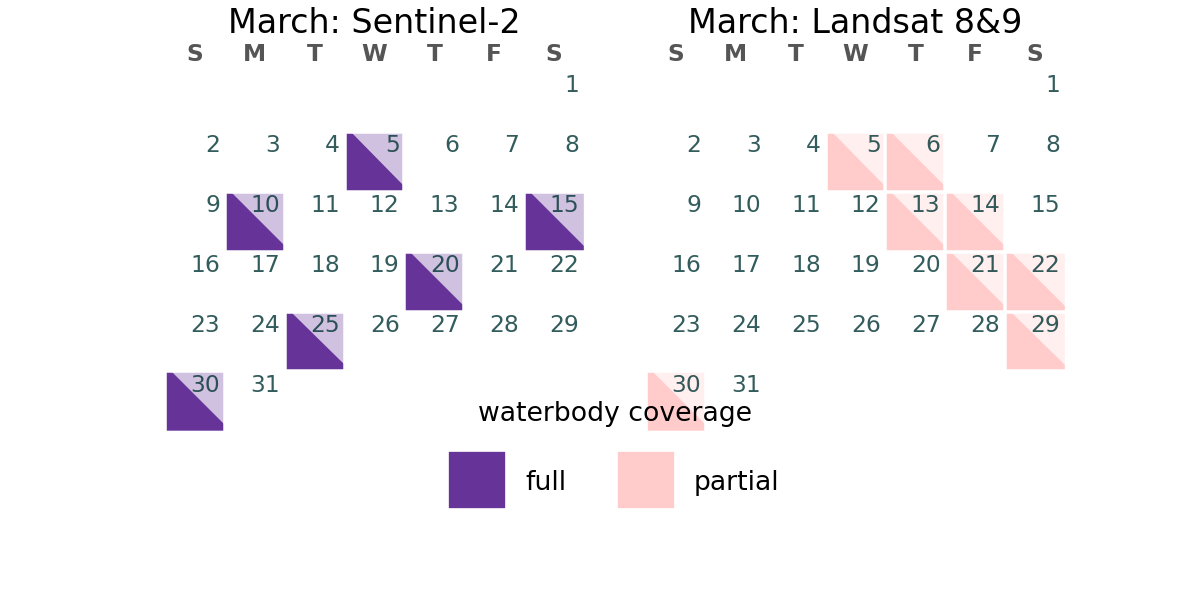 March: Sentinel-2
S M T W T F S
1
2 3 4 5 6 7 8
9 10 11 12 13 14 15
16 17 18 19 20 21 22
23 24 25 26 27 28 29
30 31
March: Landsat 8&9
S M T W T F S
1
2 3 4 5 6 7 8
9 10 11 12 13 14 15
16 17 18 19 20 21 22
23 24 25 26 27 28 29
30 31
waterbody coverage
full partial